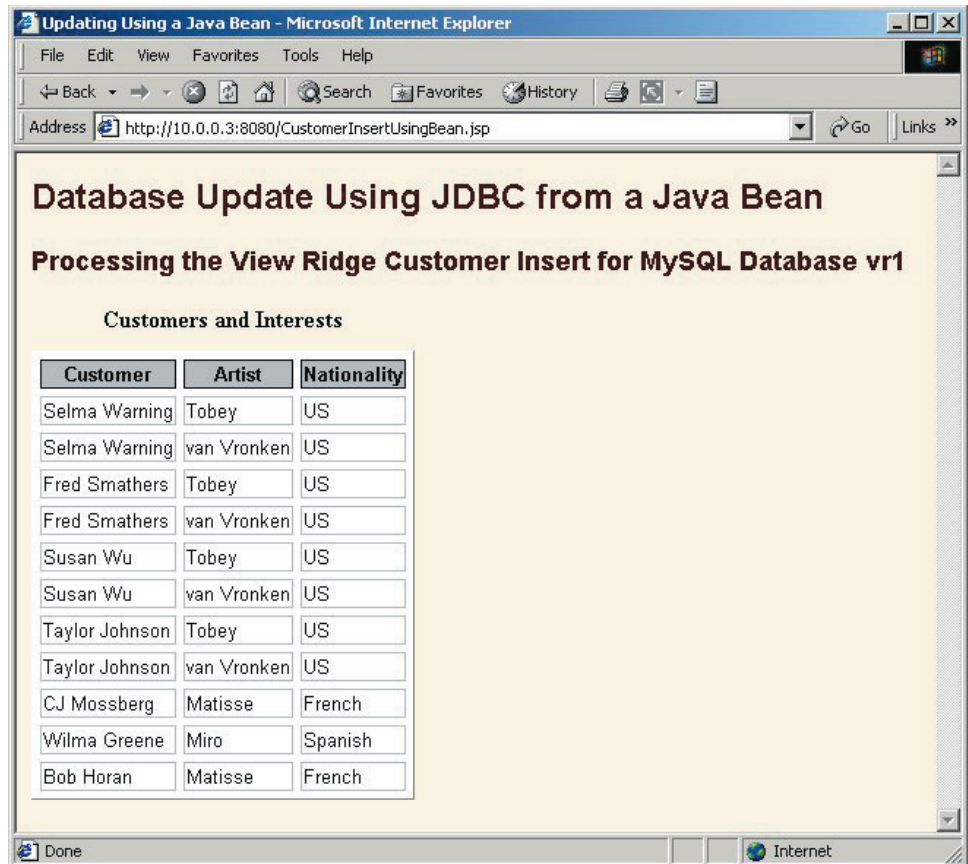 Updating Using a Java Bean - Microsoft Internet Explorer
File Edit View Favorites Tools Help
Back Search Favorites History
Address http://10.0.0.3:8080/CustomerInsertUsingBean.jsp Go Links »
Database Update Using JDBC from a Java Bean
Processing the View Ridge Customer Insert for MySQL Database vr1
Customers and Interests
Customer Artist Nationality
Selma Warning Tobey US
Selma Warning van Vronken US
Fred Smathers Tobey US
Fred Smathers van Vronken US
Susan Wu Tobey US
Susan Wu van Vronken US
Taylor Johnson Tobey US
Taylor Johnson van Vronken US
CJ Mossberg Matisse French
Wilma Greene Miro Spanish
Bob Horan Matisse French
Done Internet